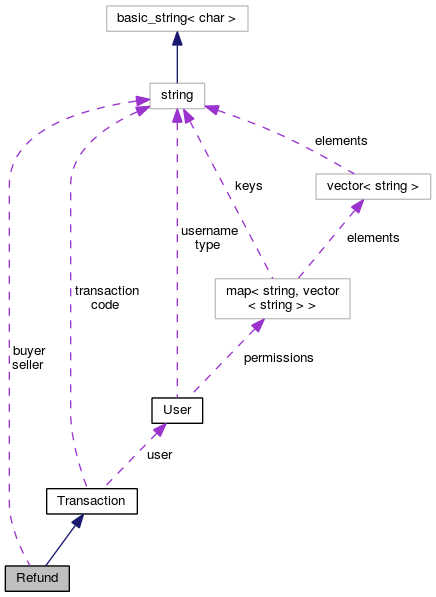 basic_string< char >
string
elements
vector< string >
keys
username
type
elements
map< string, vector
< string > >
transaction
code
buyer
seller
permissions
User
user
Transaction
Refund